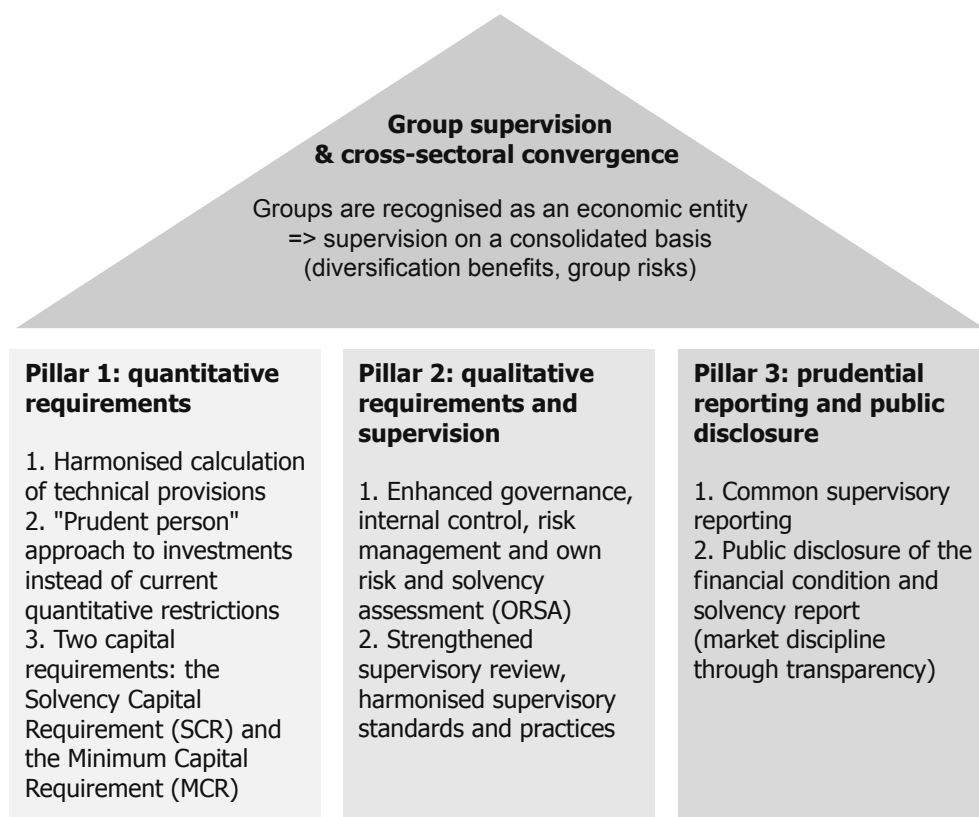 Group supervision
& cross-sectoral convergence
Groups are recognised as an economic entity
=> supervision on a consolidated basis
(diversification benefits, group risks)
Pillar 1: quantitative
requirements
1. Harmonised calculation
of technical provisions
2. "Prudent person"
approach to investments
instead of current
quantitative restrictions
3. Two capital
requirements: the
Solvency Capital
Requirement (SCR) and
the Minimum Capital
Requirement (MCR)
Pillar 2: qualitative
requirements and
supervision
1. Enhanced governance,
internal control, risk
management and own
risk and solvency
assessment (ORSA)
2. Strengthened
supervisory review,
harmonised supervisory
standards and practices
Pillar 3: prudential
reporting and public
disclosure
1. Common supervisory
reporting
2. Public disclosure of the
financial condition and
solvency report
(market discipline
through transparency)